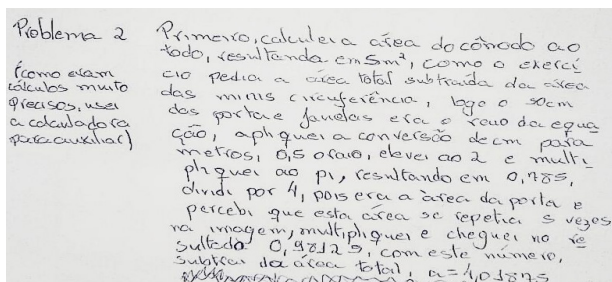 Problema 2
(como eram
cálculos muito
precisos, usei
a calculadora
para auxiliar)
Primeiro, calculei a área do cômodo ao
todo, resultando em 5m², como o exercí
cio pedia a área total subtraída da área
das minis circuferência, logo o 50cm
das portas e janelas era o raio da equa
ção, apliquei a conversão de cm para
metros, 0,5 o raio, elevei ao 2 e multi
pliquei ao pi, resultando em 0,785,
dividi por 4, pois era a área da porta e
percebi que esta área se repetia 5 vezes
na imagem, multipliquei e cheguei no re
sultado 0,98125, com este número,
subtrai da área total, a=4,01875